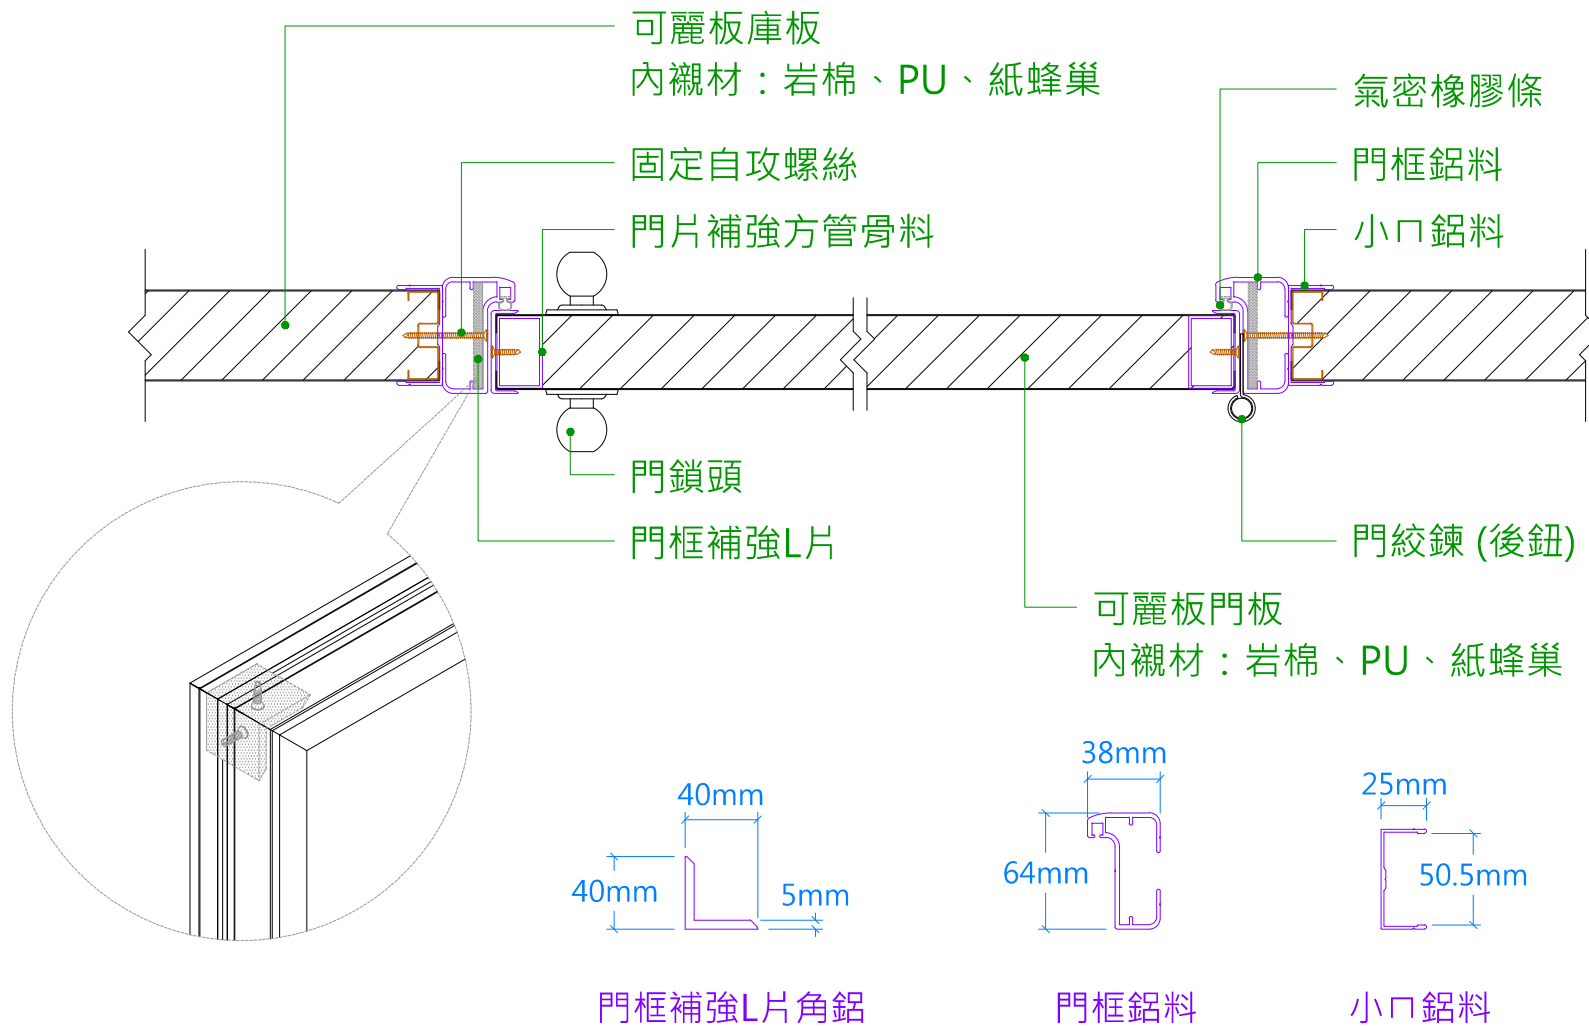 可麗板庫板
內襯材：岩棉、PU、紙蜂巢
固定自攻螺絲
門片補強方管骨料
氣密橡膠條
門框鋁料
小ㄇ鋁料
門鎖頭
門框補強L片
門絞鍊 (後鈕)
可麗板門板
內襯材：岩棉、PU、紙蜂巢
40mm
40mm
5mm
門框補強L片角鋁
38mm
64mm
門框鋁料
25mm
50.5mm
小ㄇ鋁料